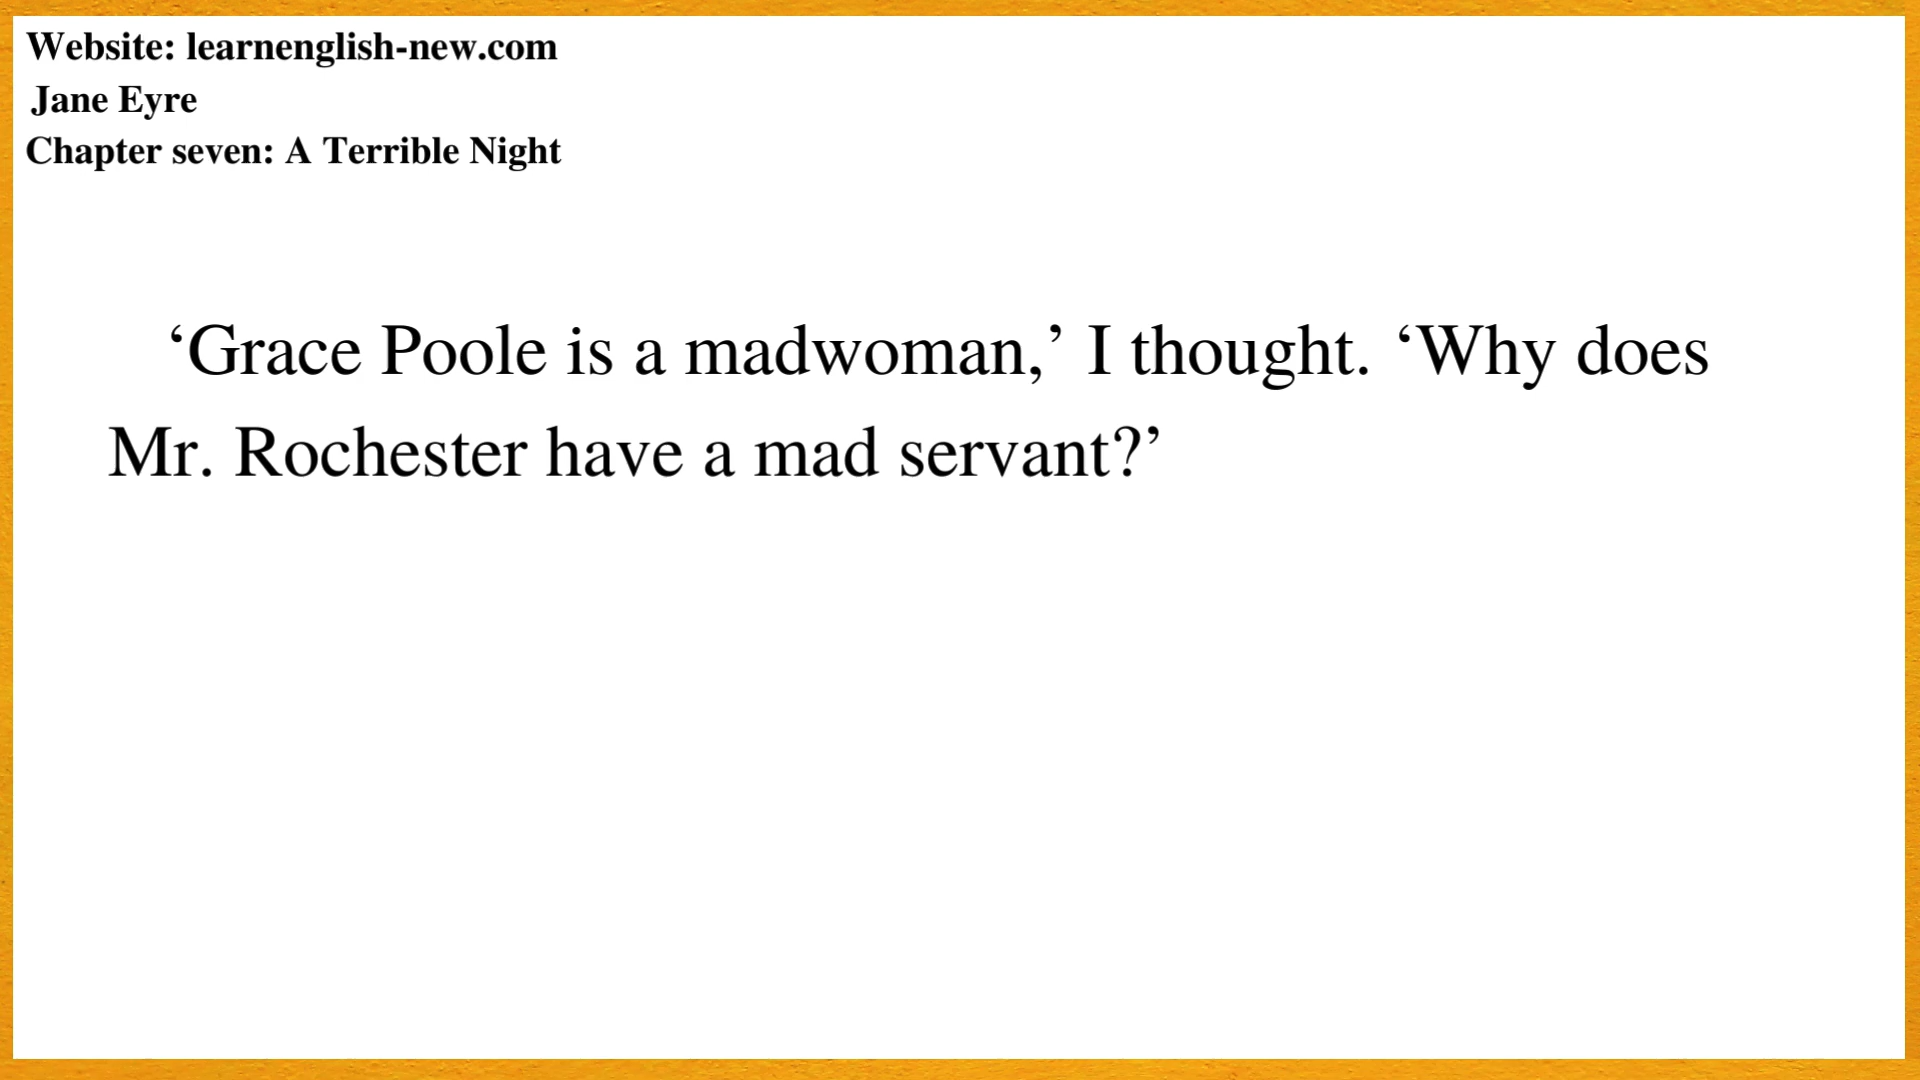 Website: learnenglish-new.com
Jane Eyre
Chapter seven: A Terrible Night
‘Grace Poole is a madwoman,’ I thought. ‘Why does
Mr. Rochester have a mad servant?’